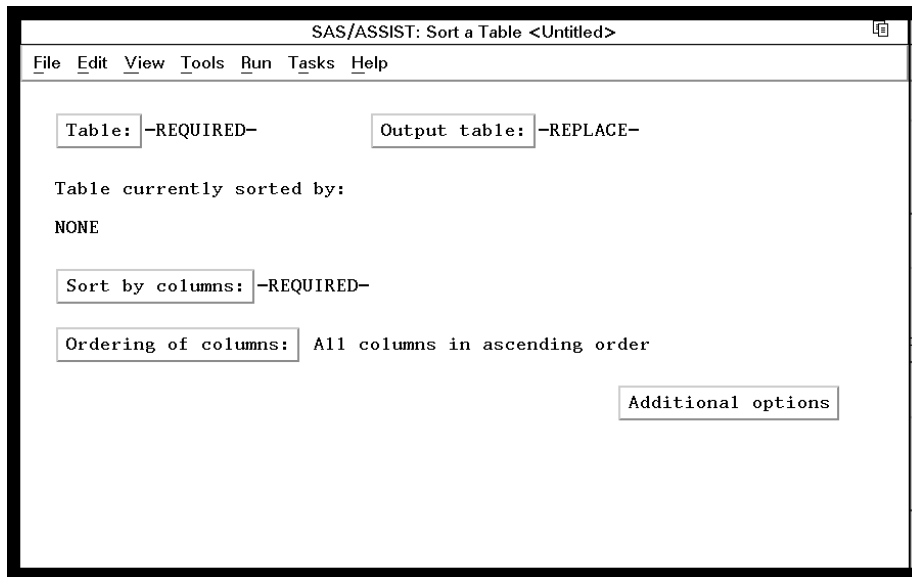 SAS/ASSIST: Sort a Table <Untitled>
File Edit View Tools Run Tasks Help
Table: -REQUIRED- Output table: -REPLACE-
Table currently sorted by:
NONE
Sort by columns: -REQUIRED-
Ordering of columns: All columns in ascending order
Additional options